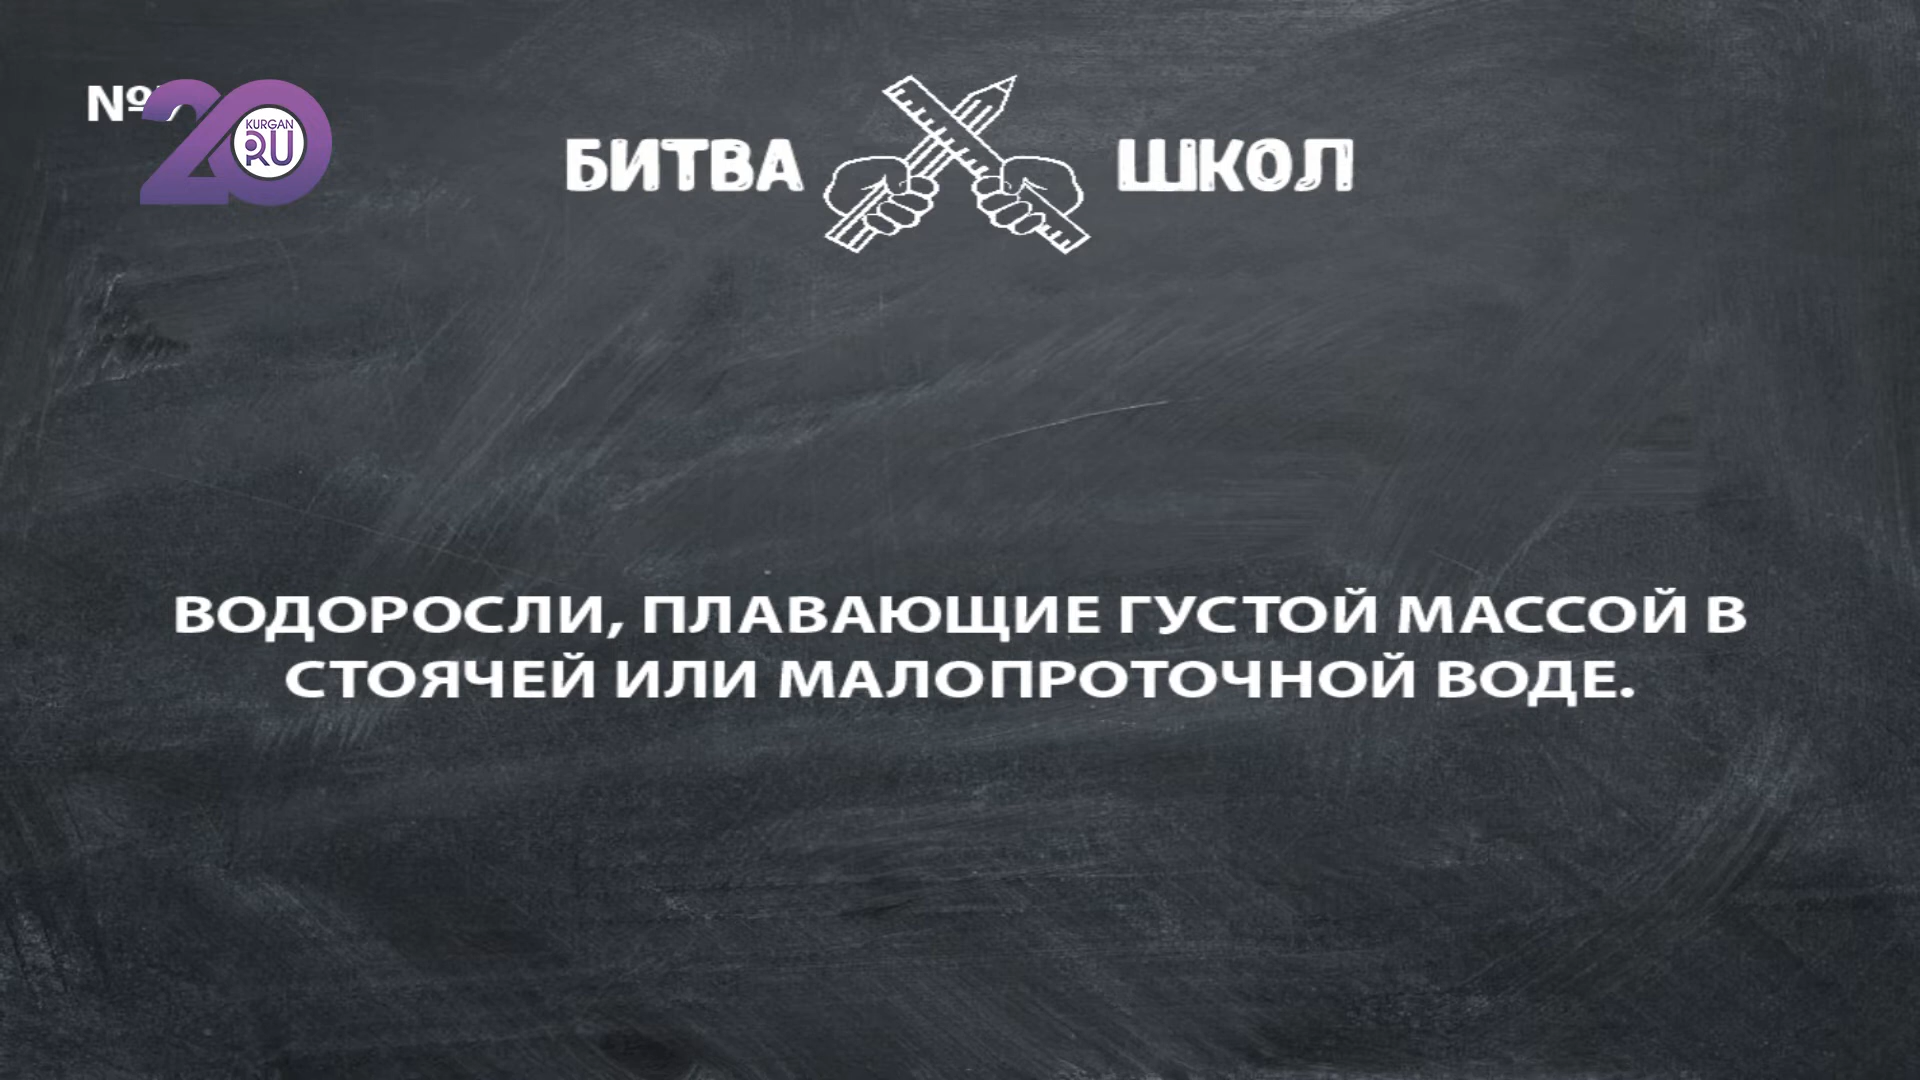 №
20
KURGAN
RU
БИТВА ШКОЛ
ВОДОРОСЛИ, ПЛАВАЮЩИЕ ГУСТОЙ МАССОЙ В
СТОЯЧЕЙ ИЛИ МАЛОПРОТОЧНОЙ ВОДЕ.